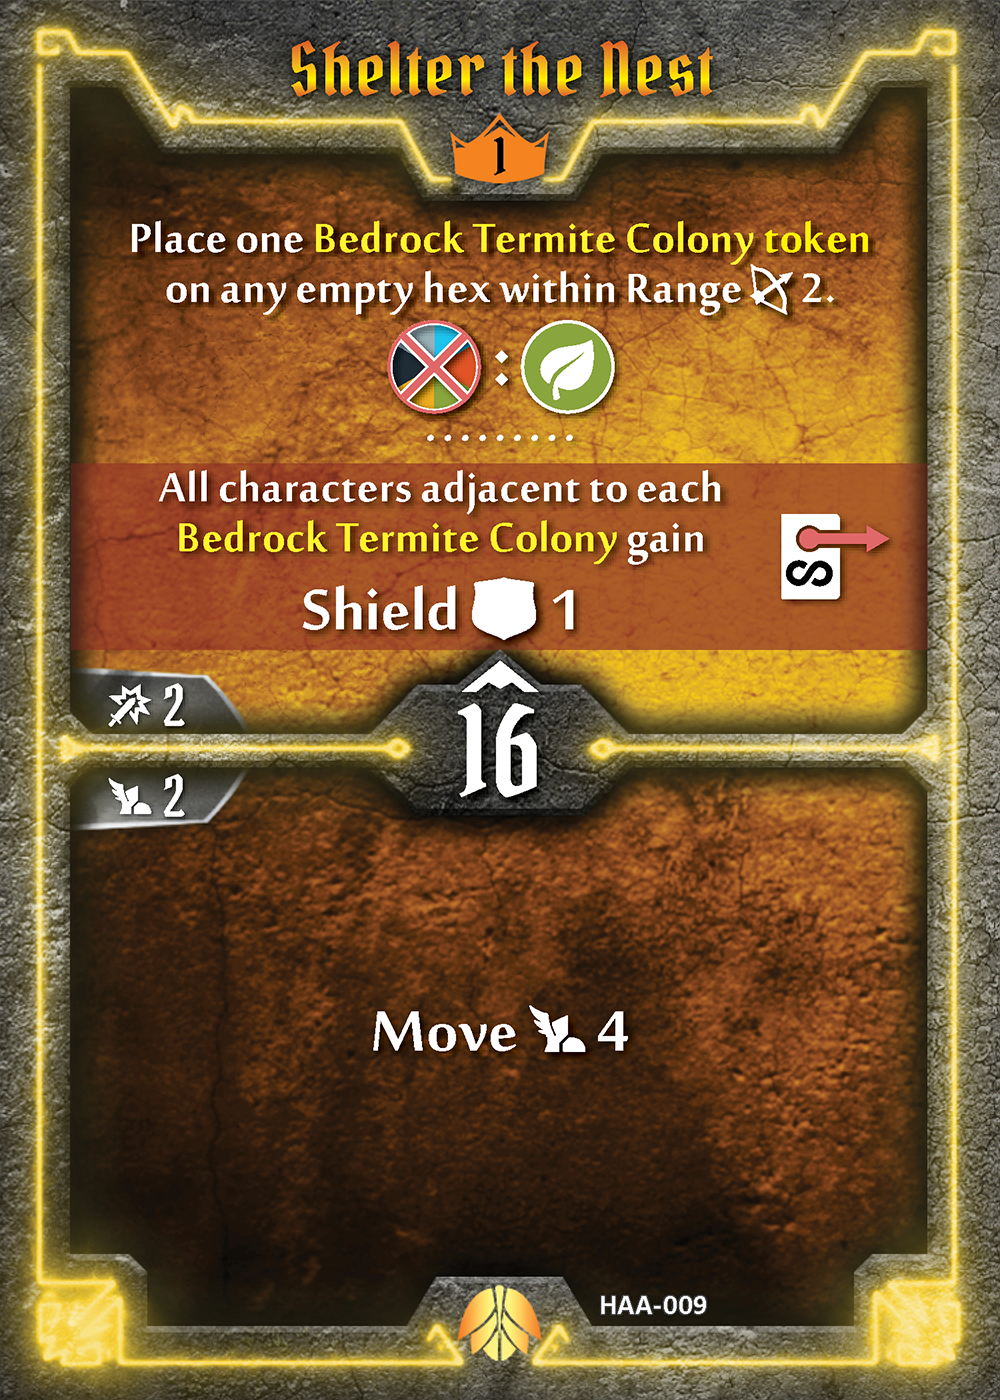 Shelter the Nest
1
Place one Bedrock Termite Colony token
on any empty hex within Range 2.
:
All characters adjacent to each
Bedrock Termite Colony gain
Shield 1
2
16
2
Move 4
HAA-009